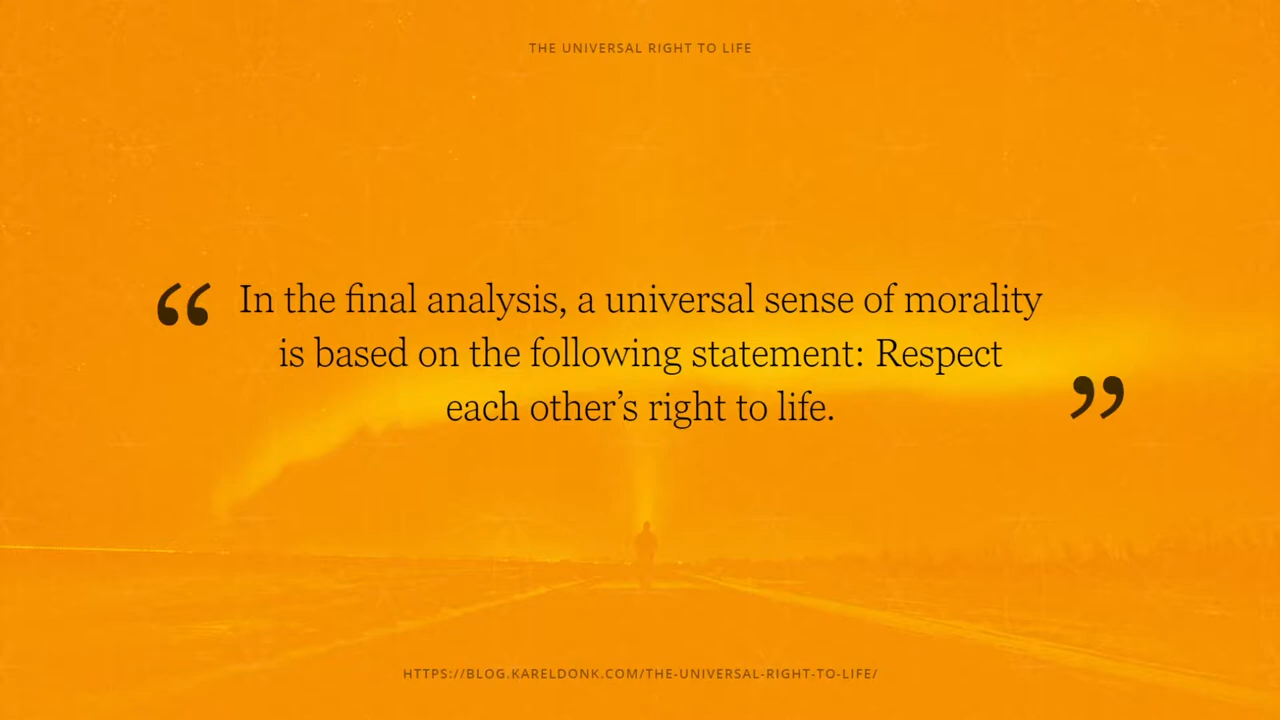 THE UNIVERSAL RIGHT TO LIFE
“ In the final analysis, a universal sense of morality
is based on the following statement: Respect
each other’s right to life. ”
HTTPS://BLOG.KARELDONK.COM/THE-UNIVERSAL-RIGHT-TO-LIFE/